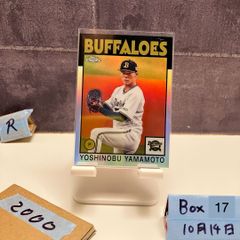 BUFFALOES
R
YOSHINOBU YAMAMOTO
2000
Box 17
10月14日